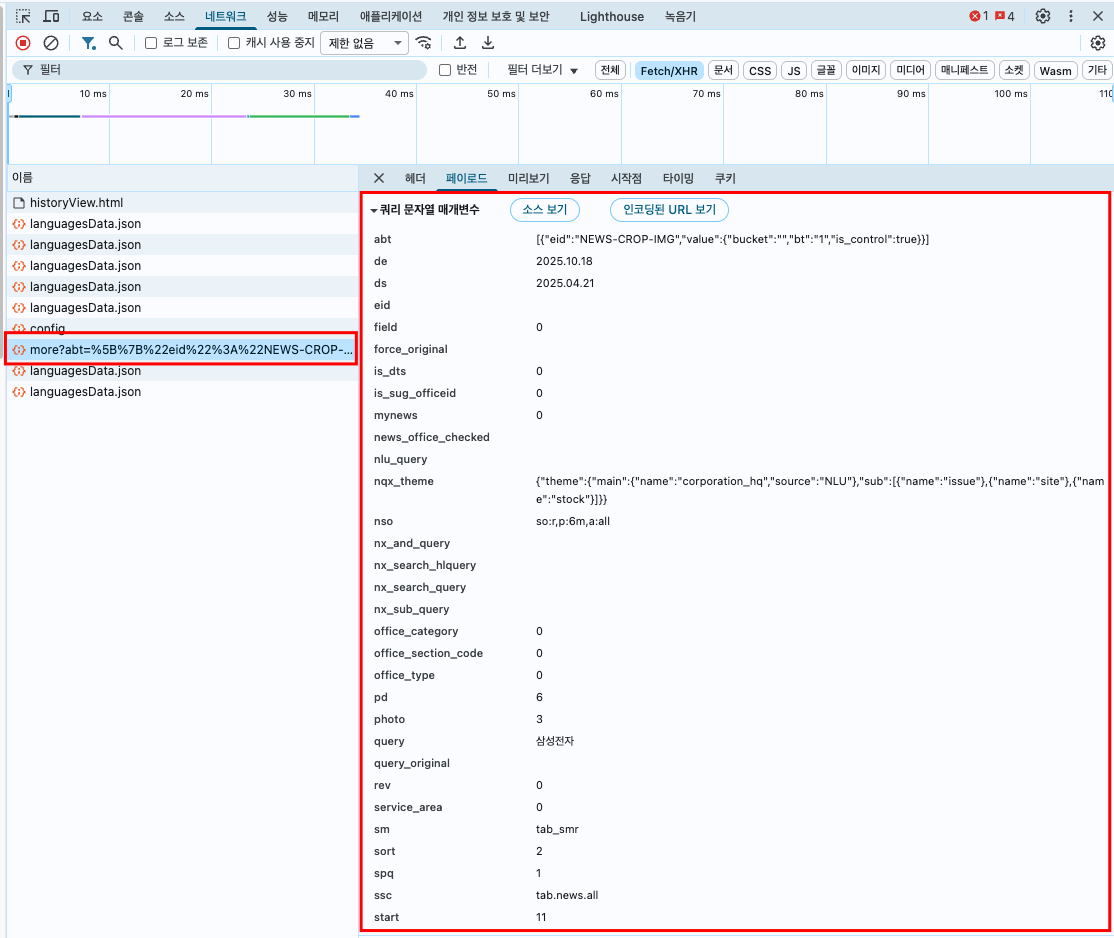 요소 콘솔 소스 네트워크 성능 메모리 애플리케이션 개인 정보 보호 및 보안 Lighthouse 녹음기 1 4
로그 보존 캐시 사용 중지 제한 없음
필터 반전 필터 더보기 전체 Fetch/XHR 문서 CSS JS 글꼴 이미지 미디어 매니페스트 소켓 Wasm 기타
10 ms 20 ms 30 ms 40 ms 50 ms 60 ms 70 ms 80 ms 90 ms 100 ms 110
이름
historyView.html
languagesData.json
languagesData.json
languagesData.json
languagesData.json
languagesData.json
config
more?abt=%5B%7B%22eid%22%3A%22NEWS-CROP-...
languagesData.json
languagesData.json
헤더 페이로드 미리보기 응답 시작점 타이밍 쿠키
쿼리 문자열 매개변수 소스 보기 인코딩된 URL 보기
abt [{"eid":"NEWS-CROP-IMG","value":{"bucket":"","bt":"1","is_control":true}}]
de 2025.10.18
ds 2025.04.21
eid
field 0
force_original
is_dts 0
is_sug_officeid 0
mynews 0
news_office_checked
nlu_query
nqx_theme {"theme":{"main":{"name":"corporation_hq","source":"NLU"},"sub":[{"name":"issue"},{"name":"site"},{"nam
e":"stock"}]}}
nso so:r,p:6m,a:all
nx_and_query
nx_search_hlquery
nx_search_query
nx_sub_query
office_category 0
office_section_code 0
office_type 0
pd 6
photo 3
query 삼성전자
query_original
rev 0
service_area 0
sm tab_smr
sort 2
spq 1
ssc tab.news.all
start 11